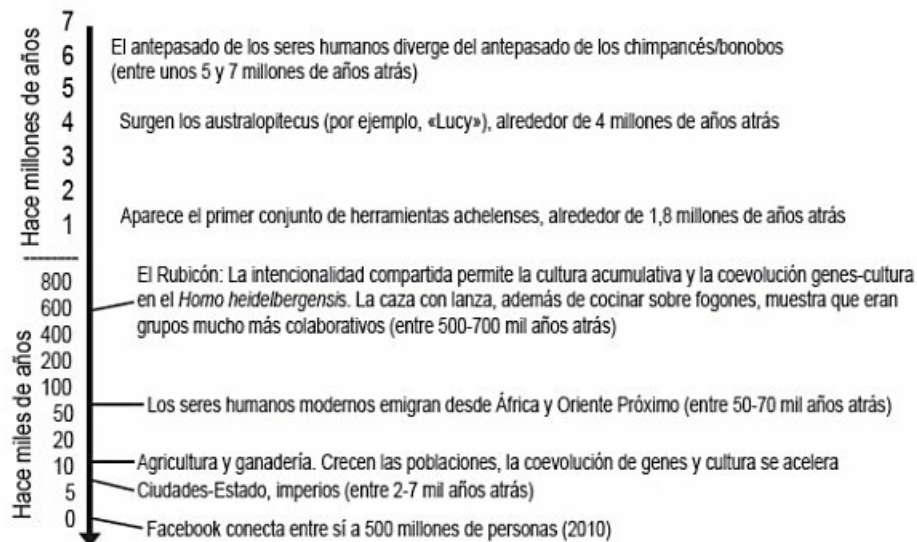 Hace millones de años
7
6
5
4
3
2
1
El antepasado de los seres humanos diverge del antepasado de los chimpancés/bonobos
(entre unos 5 y 7 millones de años atrás)
Surgen los australopitecus (por ejemplo, «Lucy»), alrededor de 4 millones de años atrás
Aparece el primer conjunto de herramientas achelenses, alrededor de 1,8 millones de años atrás
Hace miles de años
800
600
400
200
100
50
20
10
5
0
El Rubicón: La intencionalidad compartida permite la cultura acumulativa y la coevolución genes-cultura
en el Homo heidelbergensis. La caza con lanza, además de cocinar sobre fogones, muestra que eran
grupos mucho más colaborativos (entre 500-700 mil años atrás)
Los seres humanos modernos emigran desde África y Oriente Próximo (entre 50-70 mil años atrás)
Agricultura y ganadería. Crecen las poblaciones, la coevolución de genes y cultura se acelera
Ciudades-Estado, imperios (entre 2-7 mil años atrás)
Facebook conecta entre sí a 500 millones de personas (2010)